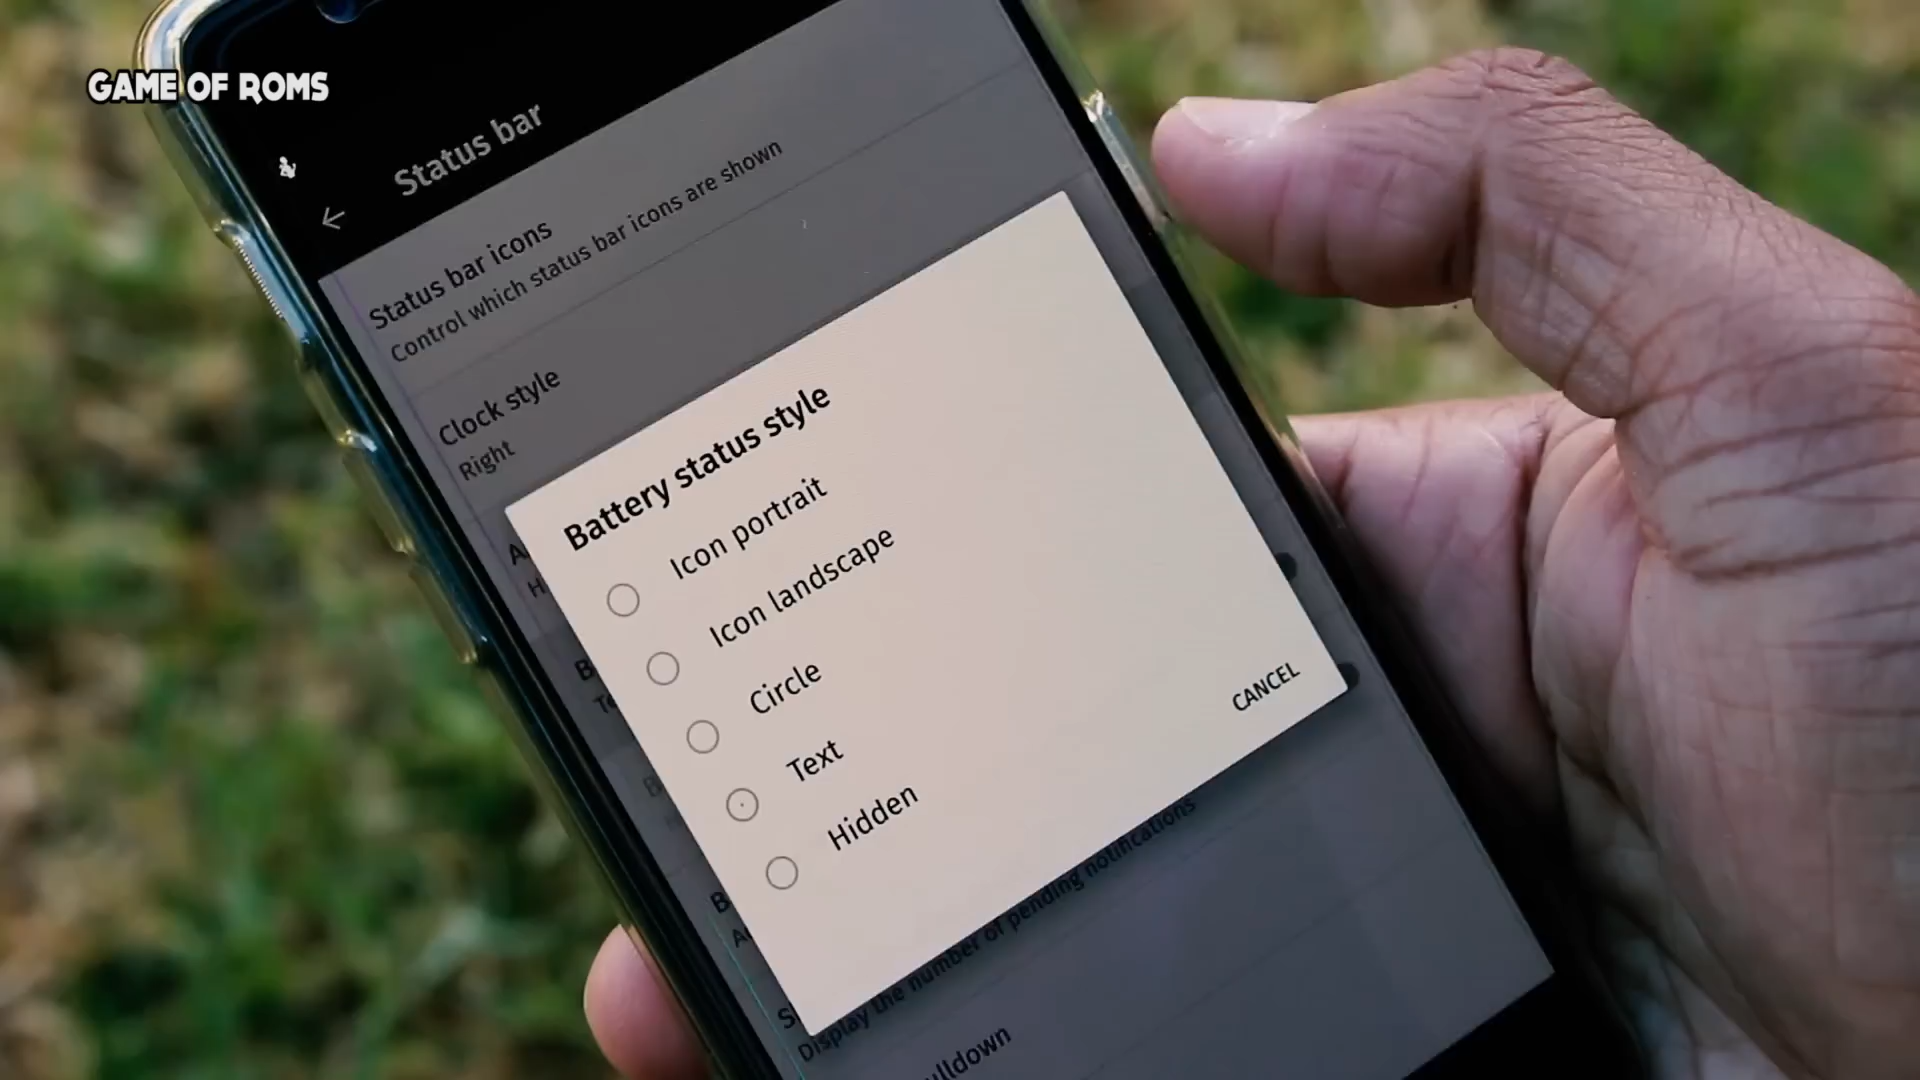 GAME OF ROMS
Status bar
Status bar icons
Control which status bar icons are shown
Clock style
Right
Battery status style
Icon portrait
Icon landscape
Circle
Text
Hidden
CANCEL
Display the number of pending notifications